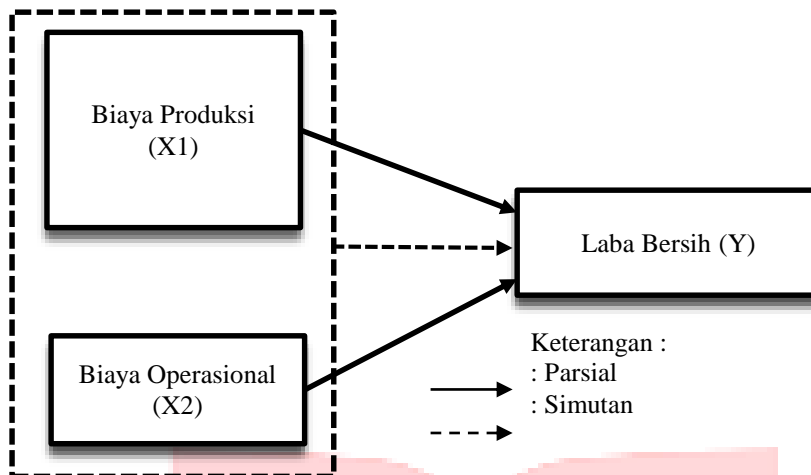 Biaya Produksi
(X1)
Laba Bersih (Y)
Biaya Operasional
(X2)
Keterangan :
: Parsial
: Simutan